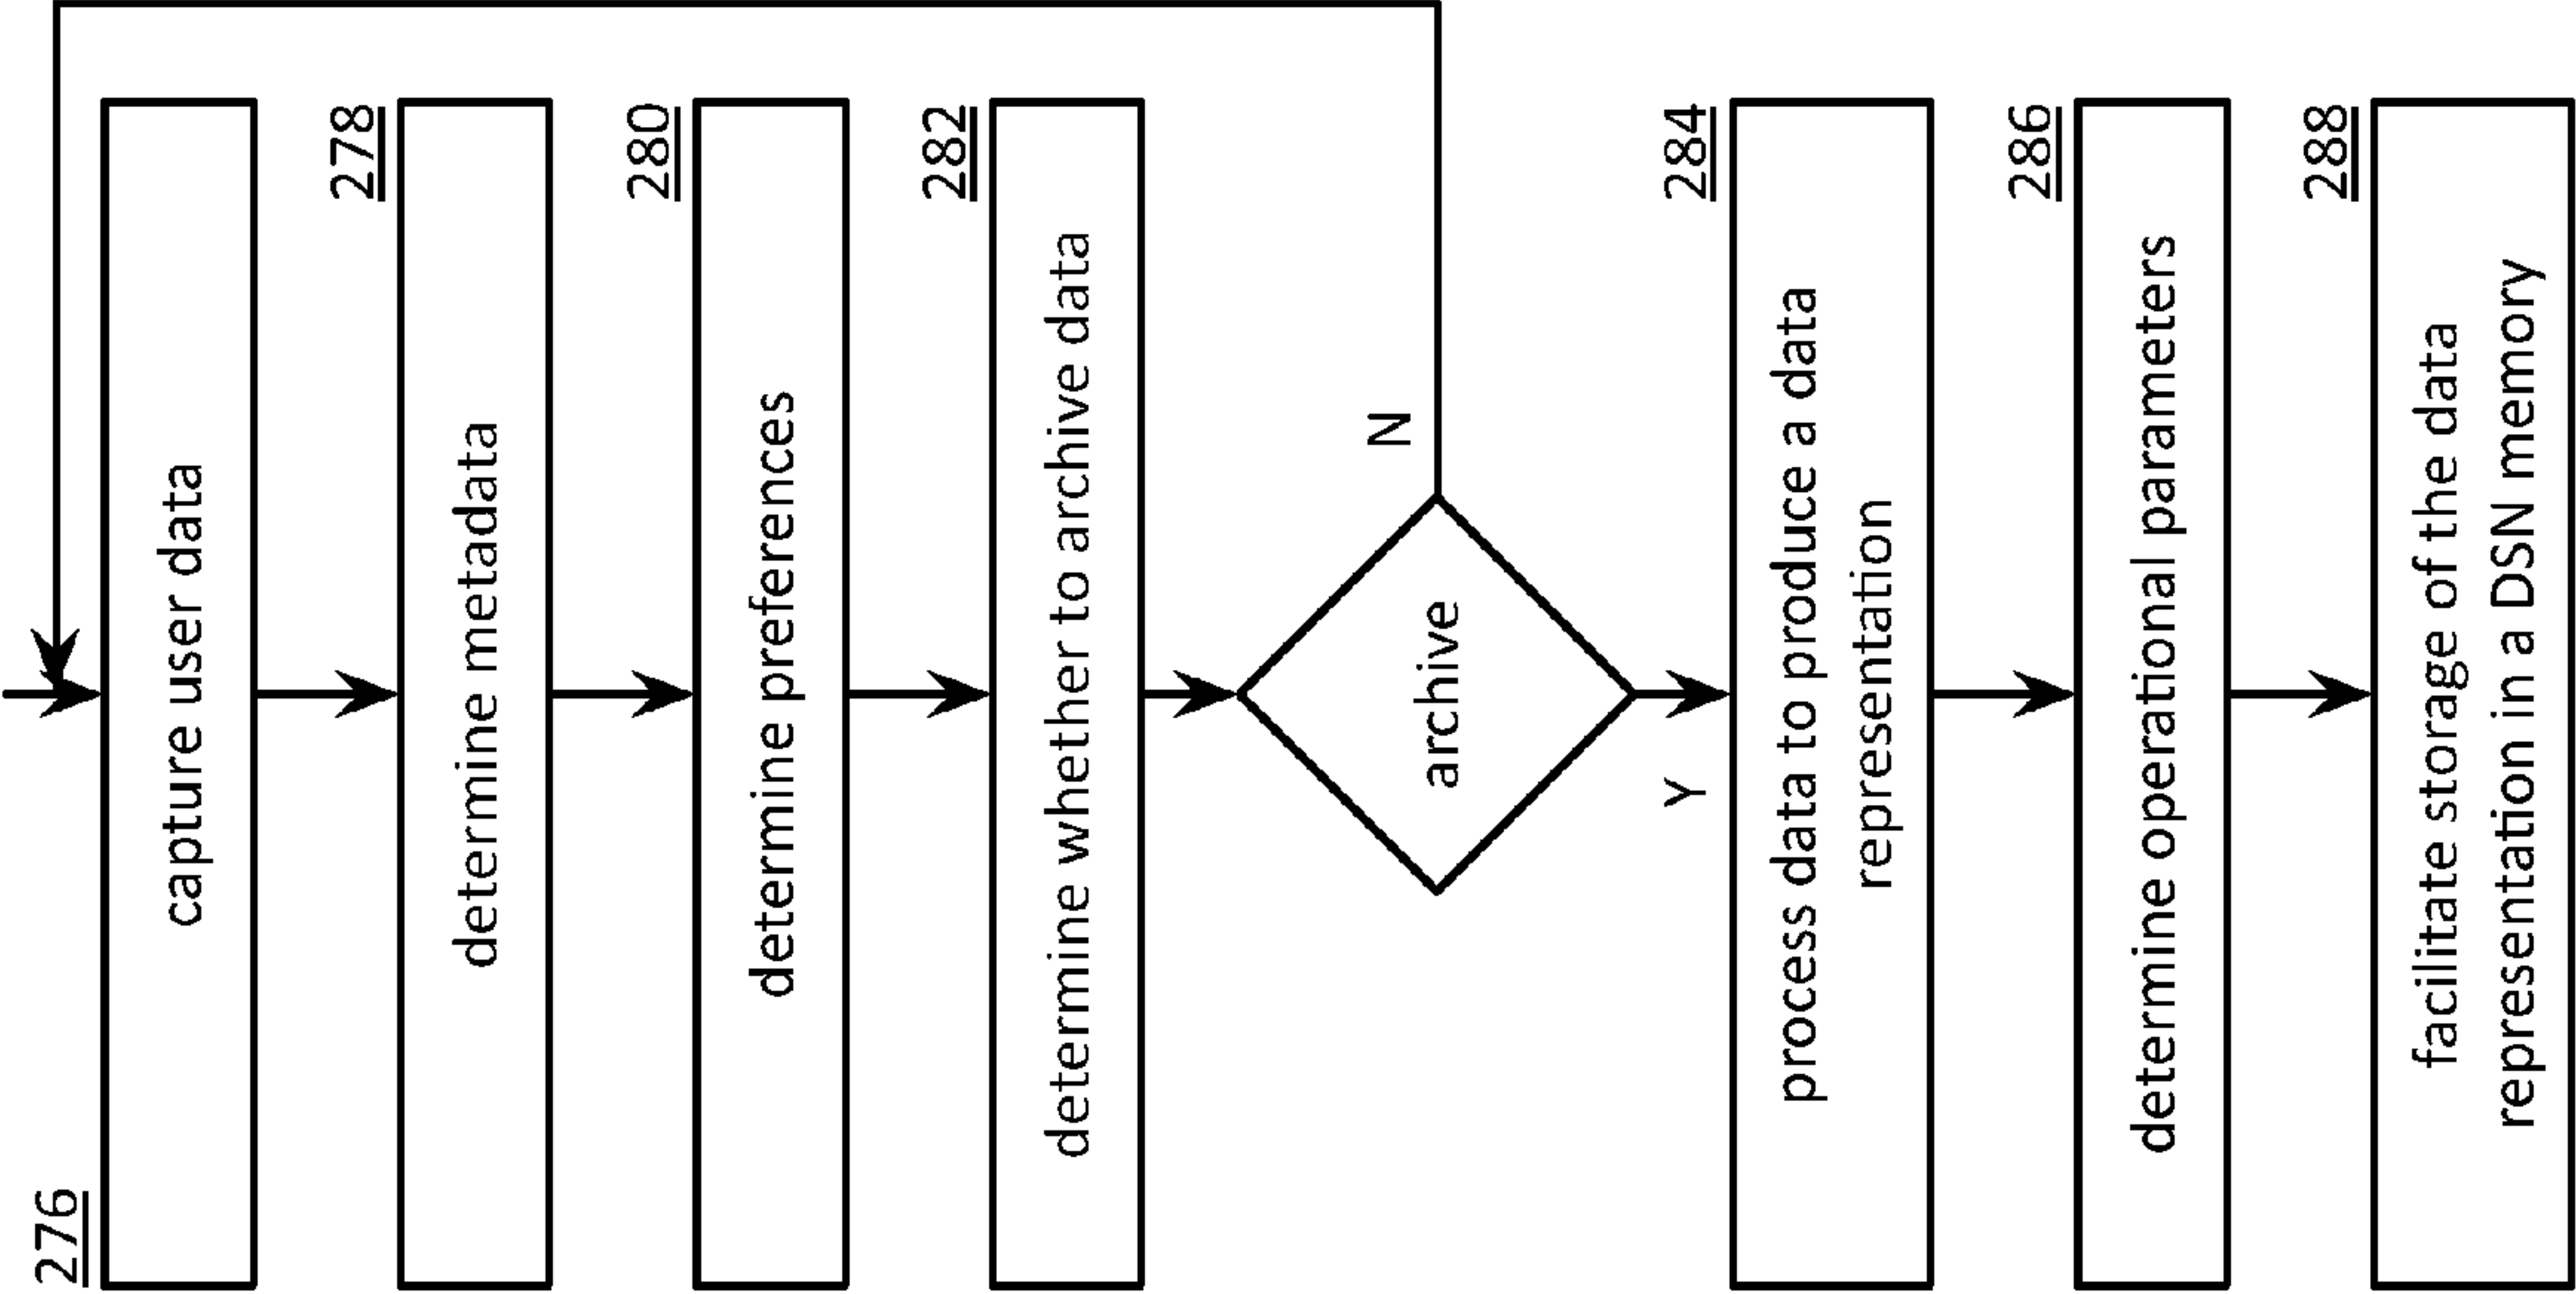 276
capture user data
278
determine metadata
280
determine preferences
282
determine whether to archive data
archive
N
Y
284
process data to produce a data
representation
286
determine operational parameters
288
facilitate storage of the data
representation in a DSN memory